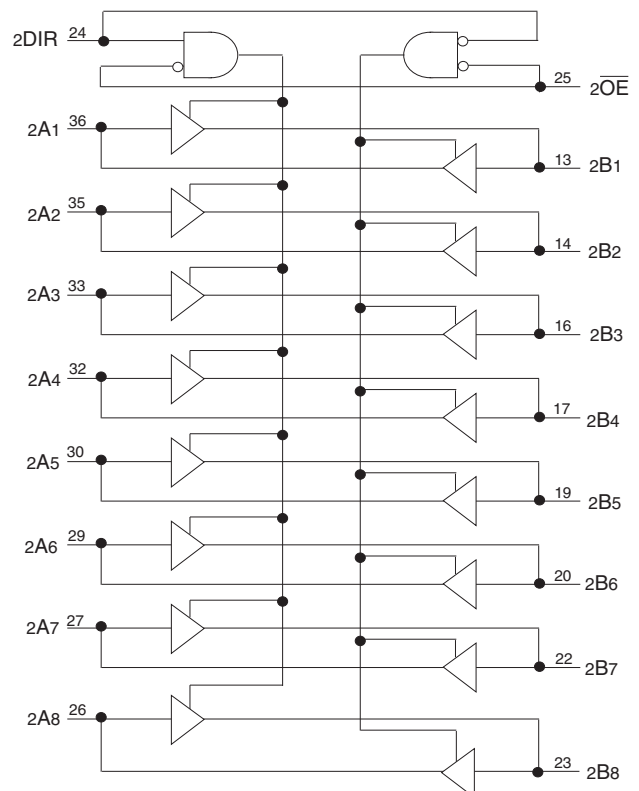 2DIR 24
25 2O̅E̅
2A1 36
13 2B1
2A2 35
14 2B2
2A3 33
16 2B3
2A4 32
17 2B4
2A5 30
19 2B5
2A6 29
20 2B6
2A7 27
22 2B7
2A8 26
23 2B8